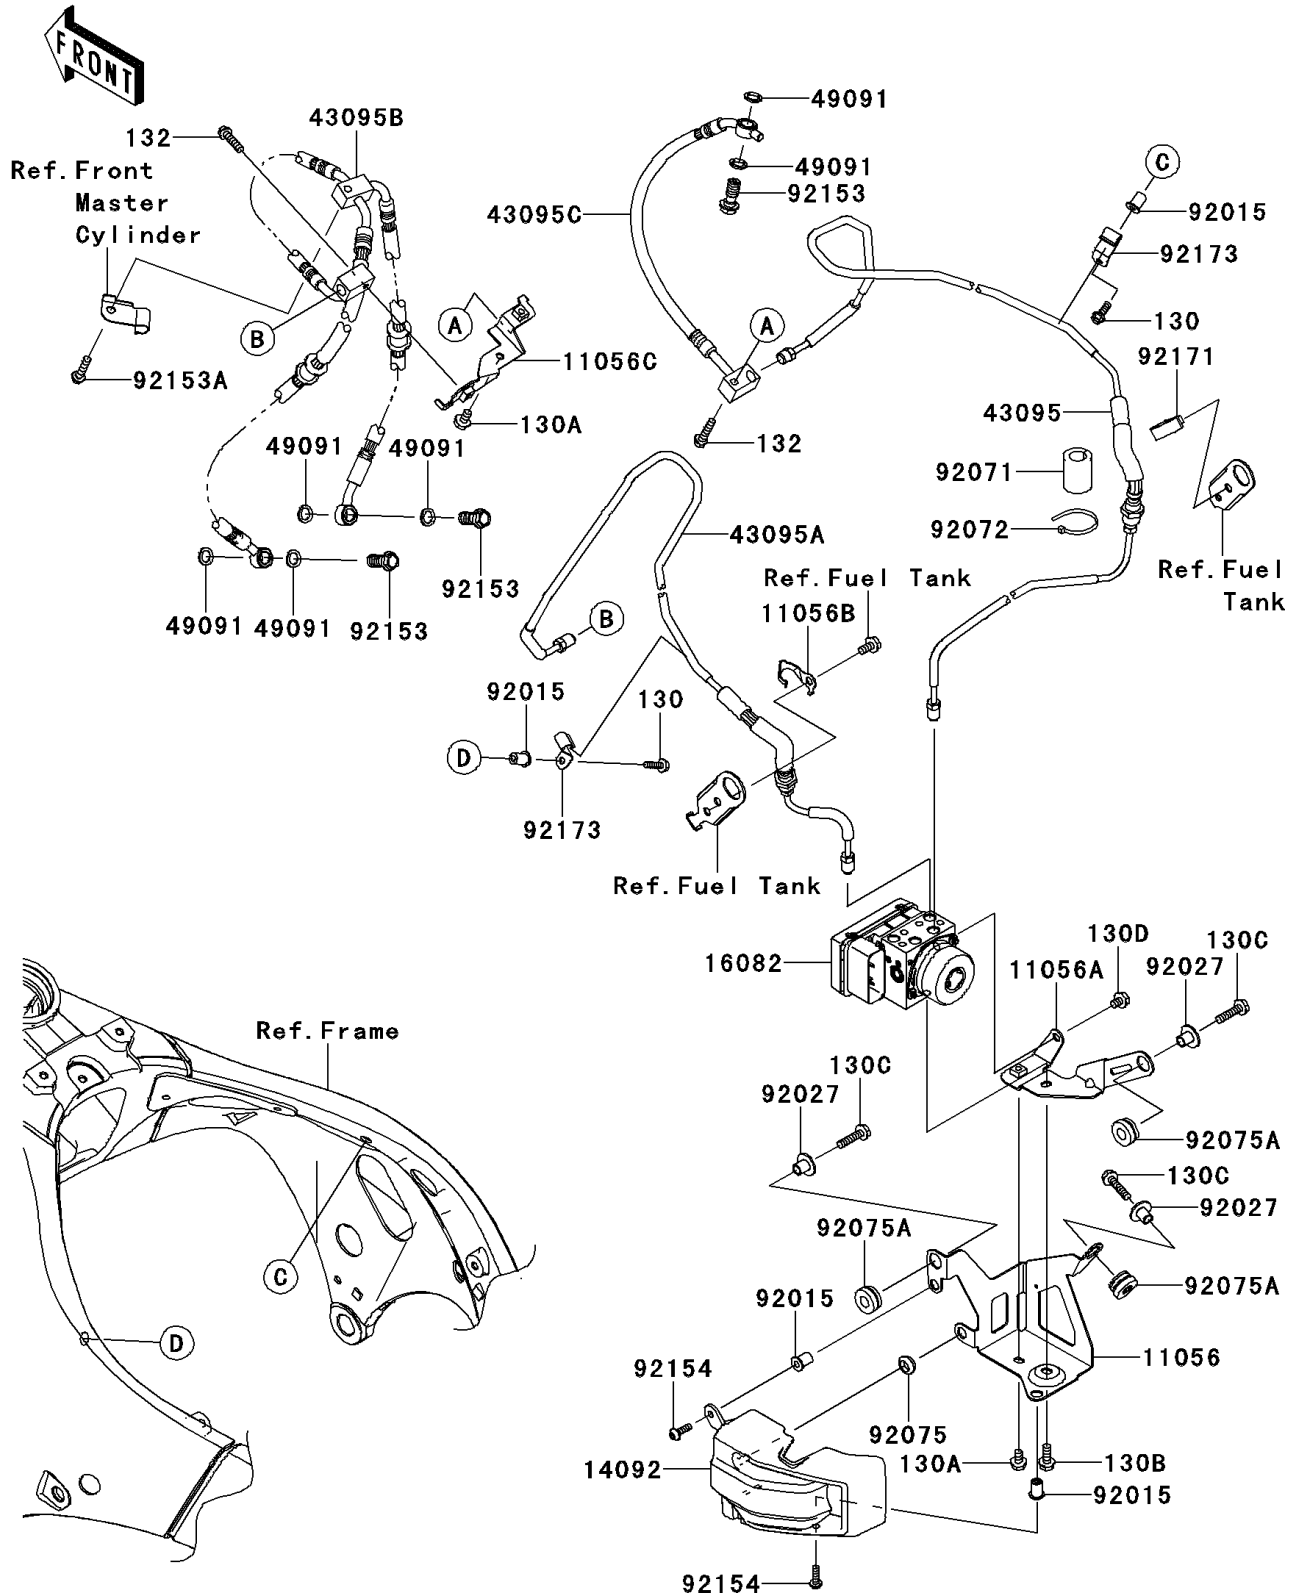 FRONT
43095B
132
Ref.Front
Master
Cylinder
49091
49091
92153
C
92015
92173
43095C
A
A
B
11056C
130
92171
92153A
130A
132
43095
49091
49091
92071
92072
43095A
92153
Ref.Fuel Tank
Ref.Fuel
Tank
11056B
B
49091
49091
92153
92015
130
D
92173
Ref.Fuel Tank
16082
130D
130C
11056A
92027
Ref.Frame
130C
92027
92075A
130C
92027
92075A
C
92015
92075A
D
11056
92154
92075
130A
130B
14092
92015
92154